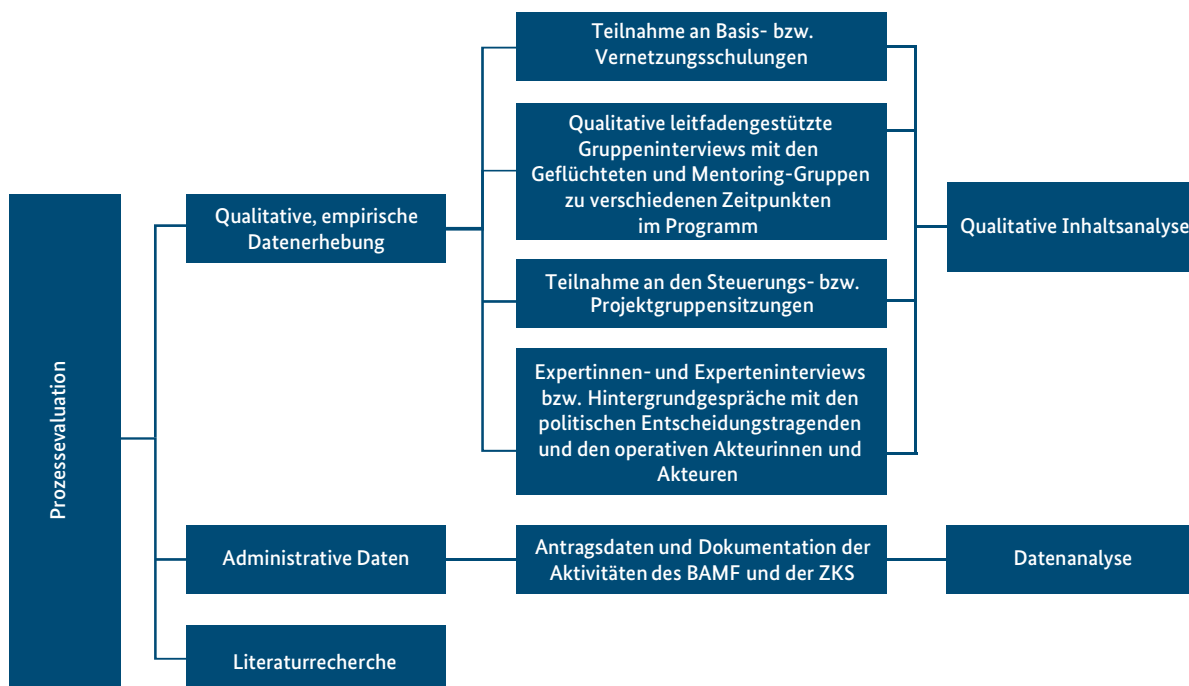 Prozessevaluation
Qualitative, empirische
Datenerhebung
Teilnahme an Basis- bzw.
Vernetzungsschulungen
Qualitative leitfadengestützte
Gruppeninterviews mit den
Geflüchteten und Mentoring-Gruppen
zu verschiedenen Zeitpunkten
im Programm
Teilnahme an den Steuerungs- bzw.
Projektgruppensitzungen
Expertinnen- und Experteninterviews
bzw. Hintergrundgespräche mit den
politischen Entscheidungstragenden
und den operativen Akteurinnen und
Akteuren
Qualitative Inhaltsanalyse
Administrative Daten
Antragsdaten und Dokumentation der
Aktivitäten des BAMF und der ZKS
Datenanalyse
Literaturrecherche